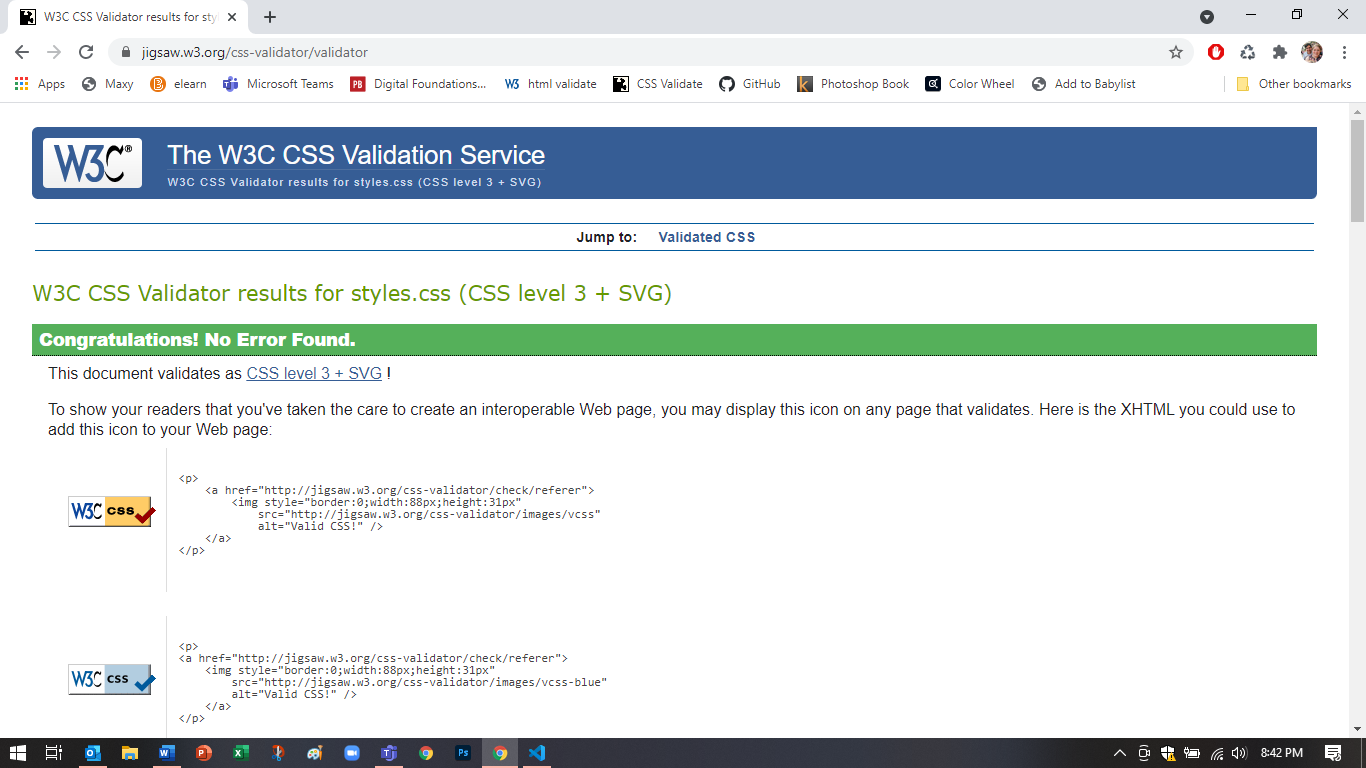 W3C CSS Validator results for sty
jigsaw.w3.org/css-validator/validator
Apps Maxy elearn Microsoft Teams PB Digital Foundations... W3 html validate CSS Validate GitHub Photoshop Book Color Wheel Add to Babylist Other bookmarks
W3C® The W3C CSS Validation Service
W3C CSS Validator results for styles.css (CSS level 3 + SVG)
Jump to: Validated CSS
W3C CSS Validator results for styles.css (CSS level 3 + SVG)
Congratulations! No Error Found.
This document validates as CSS level 3 + SVG !
To show your readers that you've taken the care to create an interoperable Web page, you may display this icon on any page that validates. Here is the XHTML you could use to
add this icon to your Web page:
<p>
<a href="http://jigsaw.w3.org/css-validator/check/referer">
<img style="border:0;width:88px;height:31px"
W3C css
src="http://jigsaw.w3.org/css-validator/images/vcss"
alt="Valid CSS!" />
</a>
</p>
<p>
<a href="http://jigsaw.w3.org/css-validator/check/referer">
<img style="border:0;width:88px;height:31px"
W3C css
src="http://jigsaw.w3.org/css-validator/images/vcss-blue"
alt="Valid CSS!" />
</a>
</p>
8:42 PM